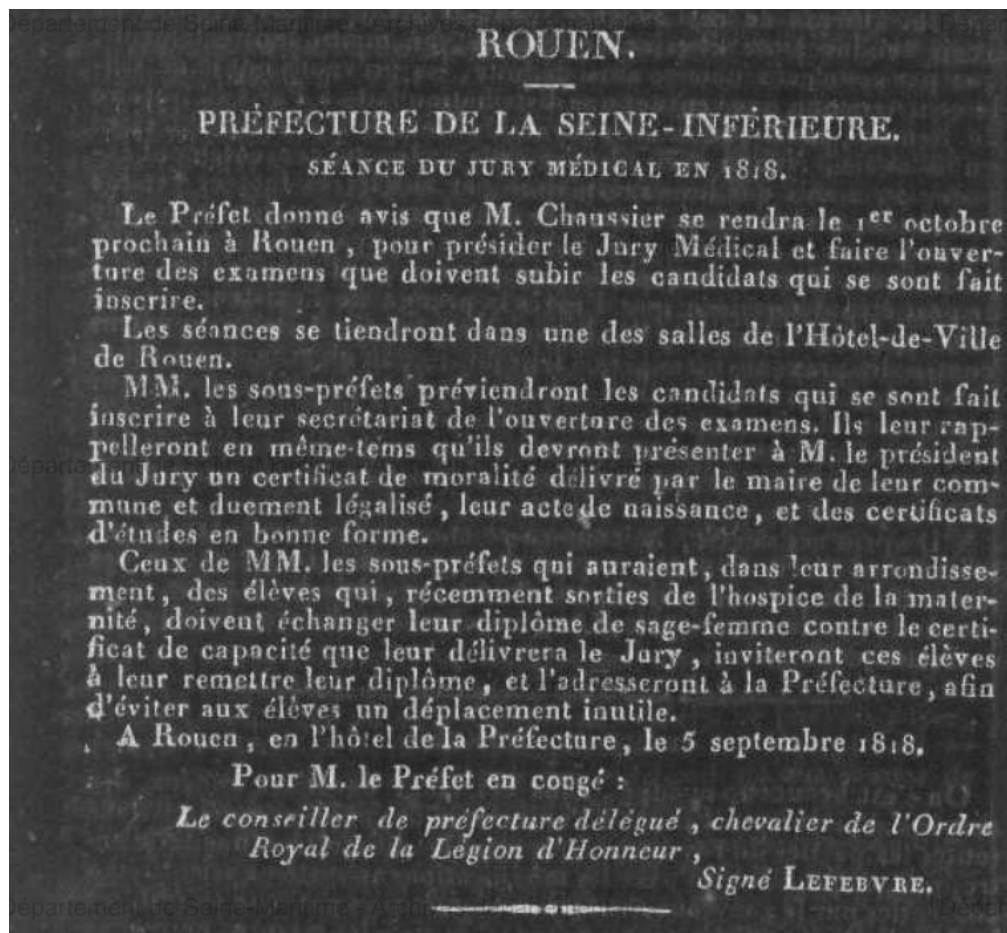 ROUEN.
PRÉFECTURE DE LA SEINE-INFÉRIEURE.
SÉANCE DU JURY MÉDICAL EN 1818.
Le Préfet donne avis que M. Chaussier se rendra le 1er octobre
prochain à Rouen, pour présider le Jury Médical et faire l'ouver-
ture des examens que doivent subir les candidats qui se sont fait
inscrire.
Les séances se tiendront dans une des salles de l'Hôtel-de-Ville
de Rouen.
MM. les sous-préfets préviendront les candidats qui se sont fait
inscrire à leur secrétariat de l'ouverture des examens. Ils leur rap-
pelleront en même-tems qu'ils devront présenter à M. le président
du Jury un certificat de moralité délivré par le maire de leur com-
mune et duement légalisé, leur acte de naissance, et des certificats
d'études en bonne forme.
Ceux de MM. les sous-préfets qui auraient, dans leur arrondisse-
ment, des élèves qui, récemment sorties de l'hospice de la mater-
nité, doivent échanger leur diplôme de sage-femme contre le certi-
ficat de capacité que leur délivrera le Jury, inviteront ces élèves
à leur remettre leur diplôme, et l'adresseront à la Préfecture, afin
d'éviter aux élèves un déplacement inutile.
A Rouen, en l'hôtel de la Préfecture, le 5 septembre 1818.
Pour M. le Préfet en congé :
Le conseiller de préfecture délégué, chevalier de l'Ordre
Royal de la Légion d'Honneur,
Signé LEFEBVRE.